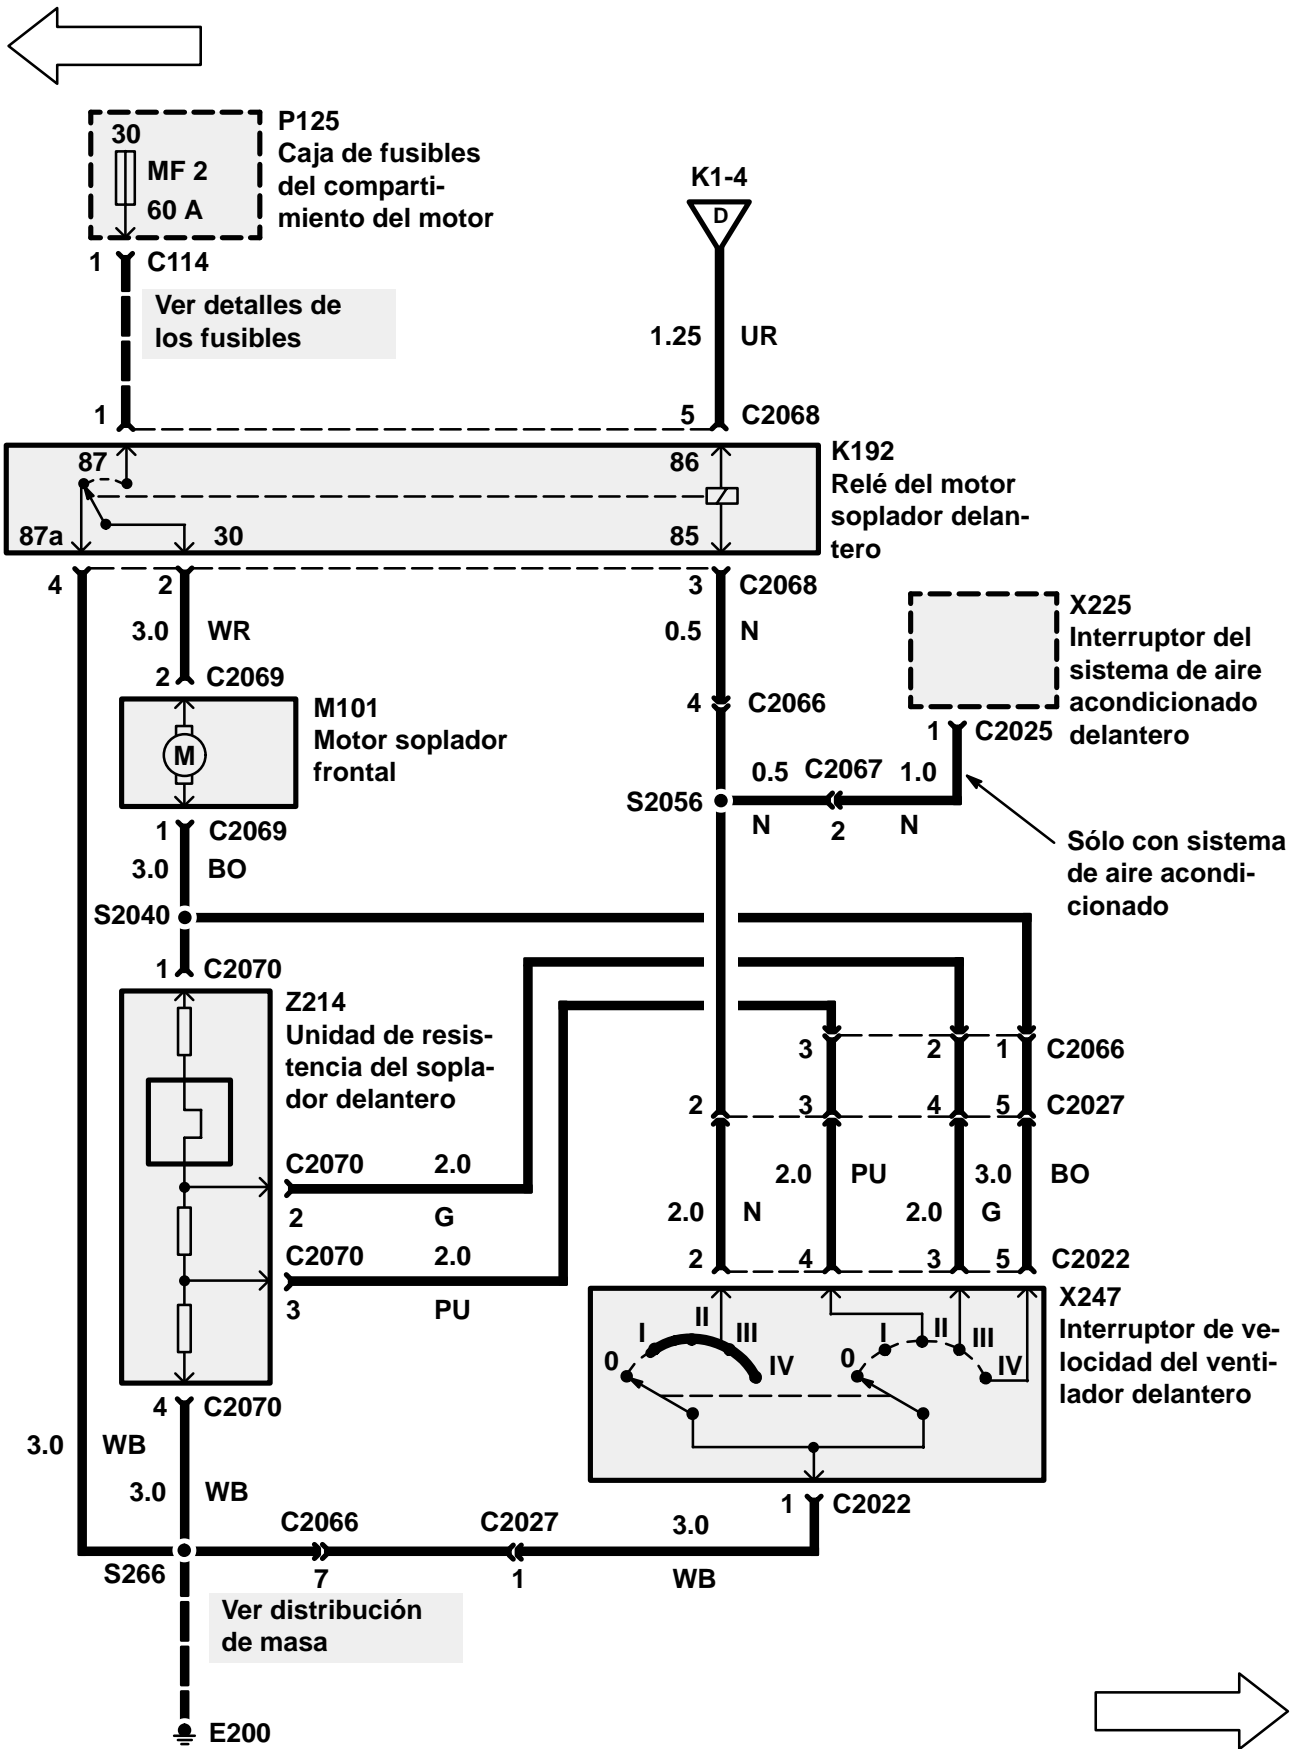 P125
30
Caja de fusibles
MF 2
del comparti-
60 A
miento del motor
K1-4
D
1 C114
Ver detalles de
los fusibles
1.25 UR
1
5 C2068
K192
87
86
Relé del motor
soplador delan-
87a
30
85
tero
4
2
3 C2068
X225
3.0 WR
0.5 N
Interruptor del
sistema de aire
2 C2069
4 C2066
acondicionado
M101
1 C2025
delantero
Motor soplador
M
frontal
0.5 C2067 1.0
S2056
N 2 N
1 C2069
Sólo con sistema
3.0 BO
de aire acondi-
cionado
S2040
1 C2070
Z214
Unidad de resis-
3 2 1 C2066
tencia del sopla-
dor delantero
2 3 4 5 C2027
C2070 2.0
2.0 PU 3.0 BO
2 G
2.0 N 2.0 G
C2070 2.0
2 4 3 5 C2022
3 PU
X247
Interruptor de ve-
I II III
I II III
locidad del venti-
0 IV
0 IV
lador delantero
4 C2070
3.0 WB
3.0 WB
1 C2022
C2066 C2027 3.0
S266 7 1 WB
Ver distribución
de masa
E200